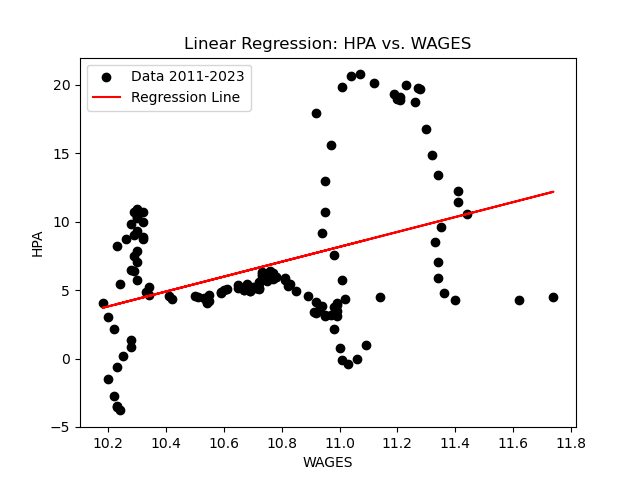 Linear Regression: HPA vs. WAGES
Data 2011-2023
Regression Line
HPA
20
15
10
5
0
−5
10.2 10.4 10.6 10.8 11.0 11.2 11.4 11.6 11.8
WAGES